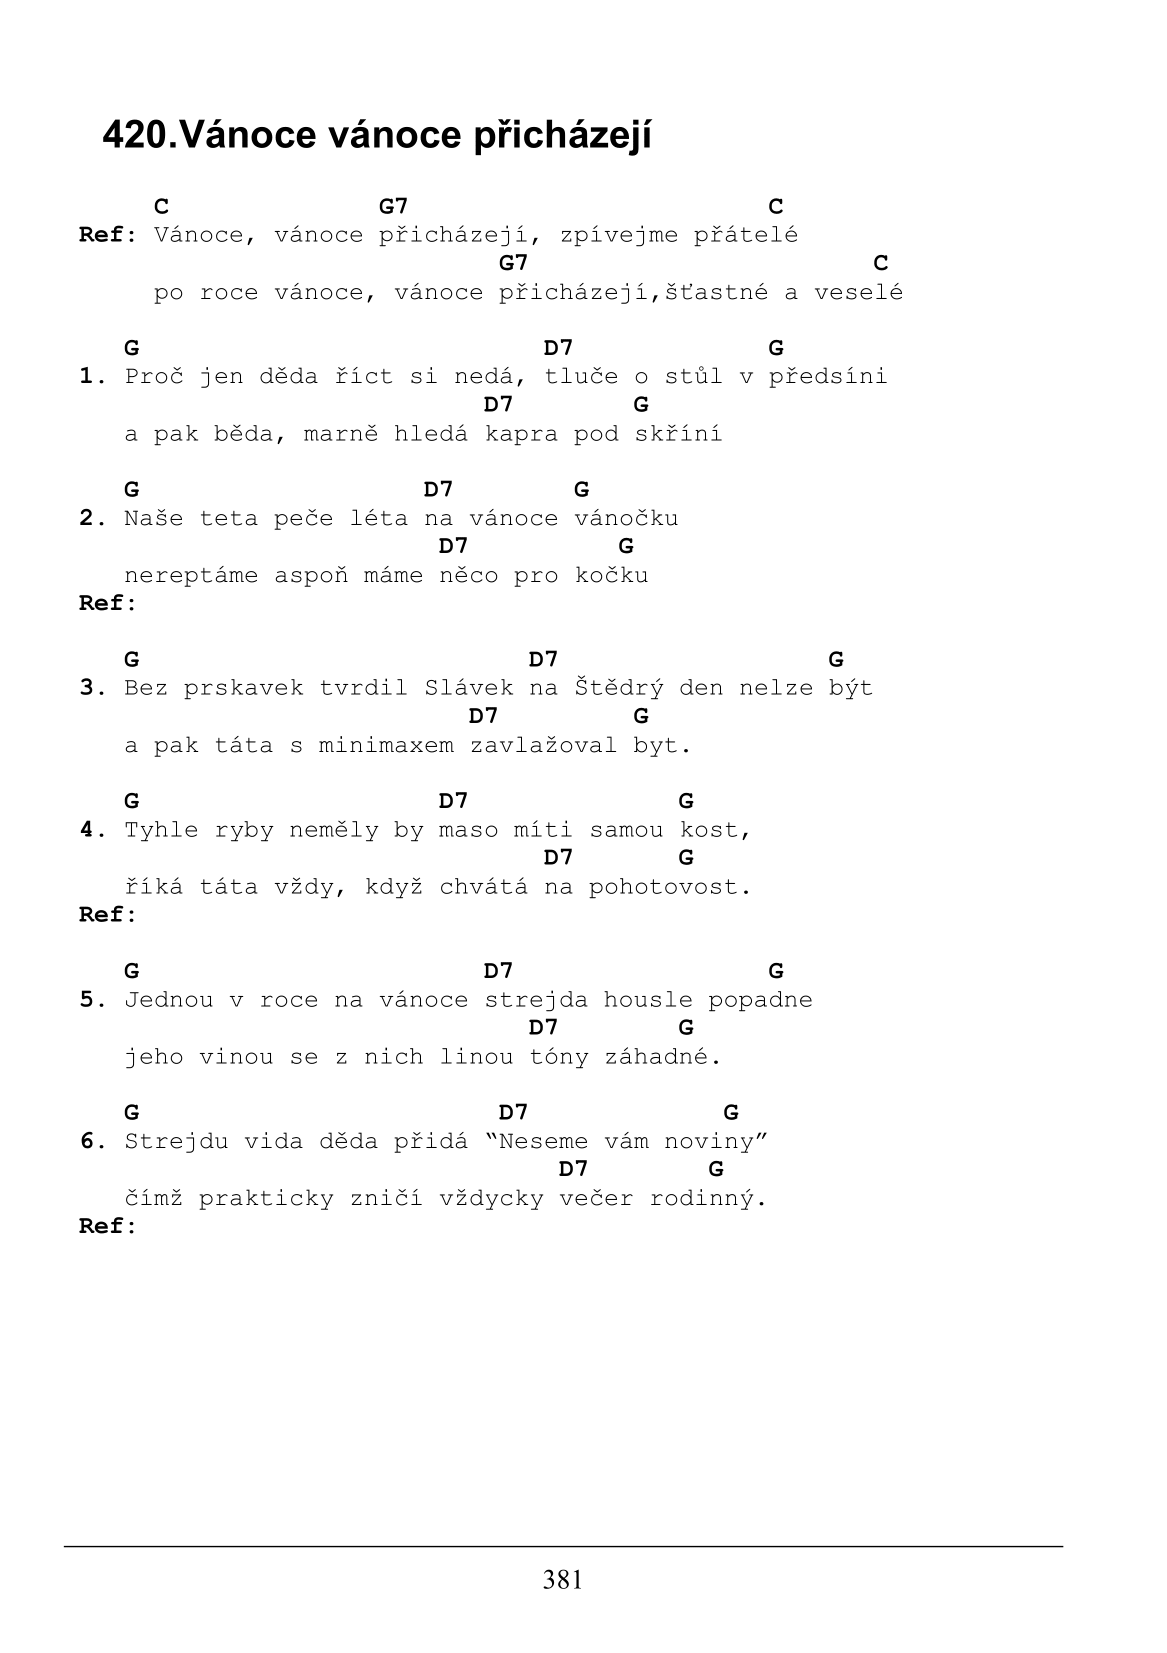 420.Vánoce vánoce přicházejí
C G7 C
Ref: Vánoce, vánoce přicházejí, zpívejme přátelé
G7 C
po roce vánoce, vánoce přicházejí,šťastné a veselé
G D7 G
1. Proč jen děda říct si nedá, tluče o stůl v předsíni
D7 G
a pak běda, marně hledá kapra pod skříní
G D7 G
2. Naše teta peče léta na vánoce vánočku
D7 G
nereptáme aspoň máme něco pro kočku
Ref:
G D7 G
3. Bez prskavek tvrdil Slávek na Štědrý den nelze být
D7 G
a pak táta s minimaxem zavlažoval byt.
G D7 G
4. Tyhle ryby neměly by maso míti samou kost,
D7 G
říká táta vždy, když chvátá na pohotovost.
Ref:
G D7 G
5. Jednou v roce na vánoce strejda housle popadne
D7 G
jeho vinou se z nich linou tóny záhadné.
G D7 G
6. Strejdu vida děda přidá “Neseme vám noviny”
D7 G
čímž prakticky zničí vždycky večer rodinný.
Ref:
381